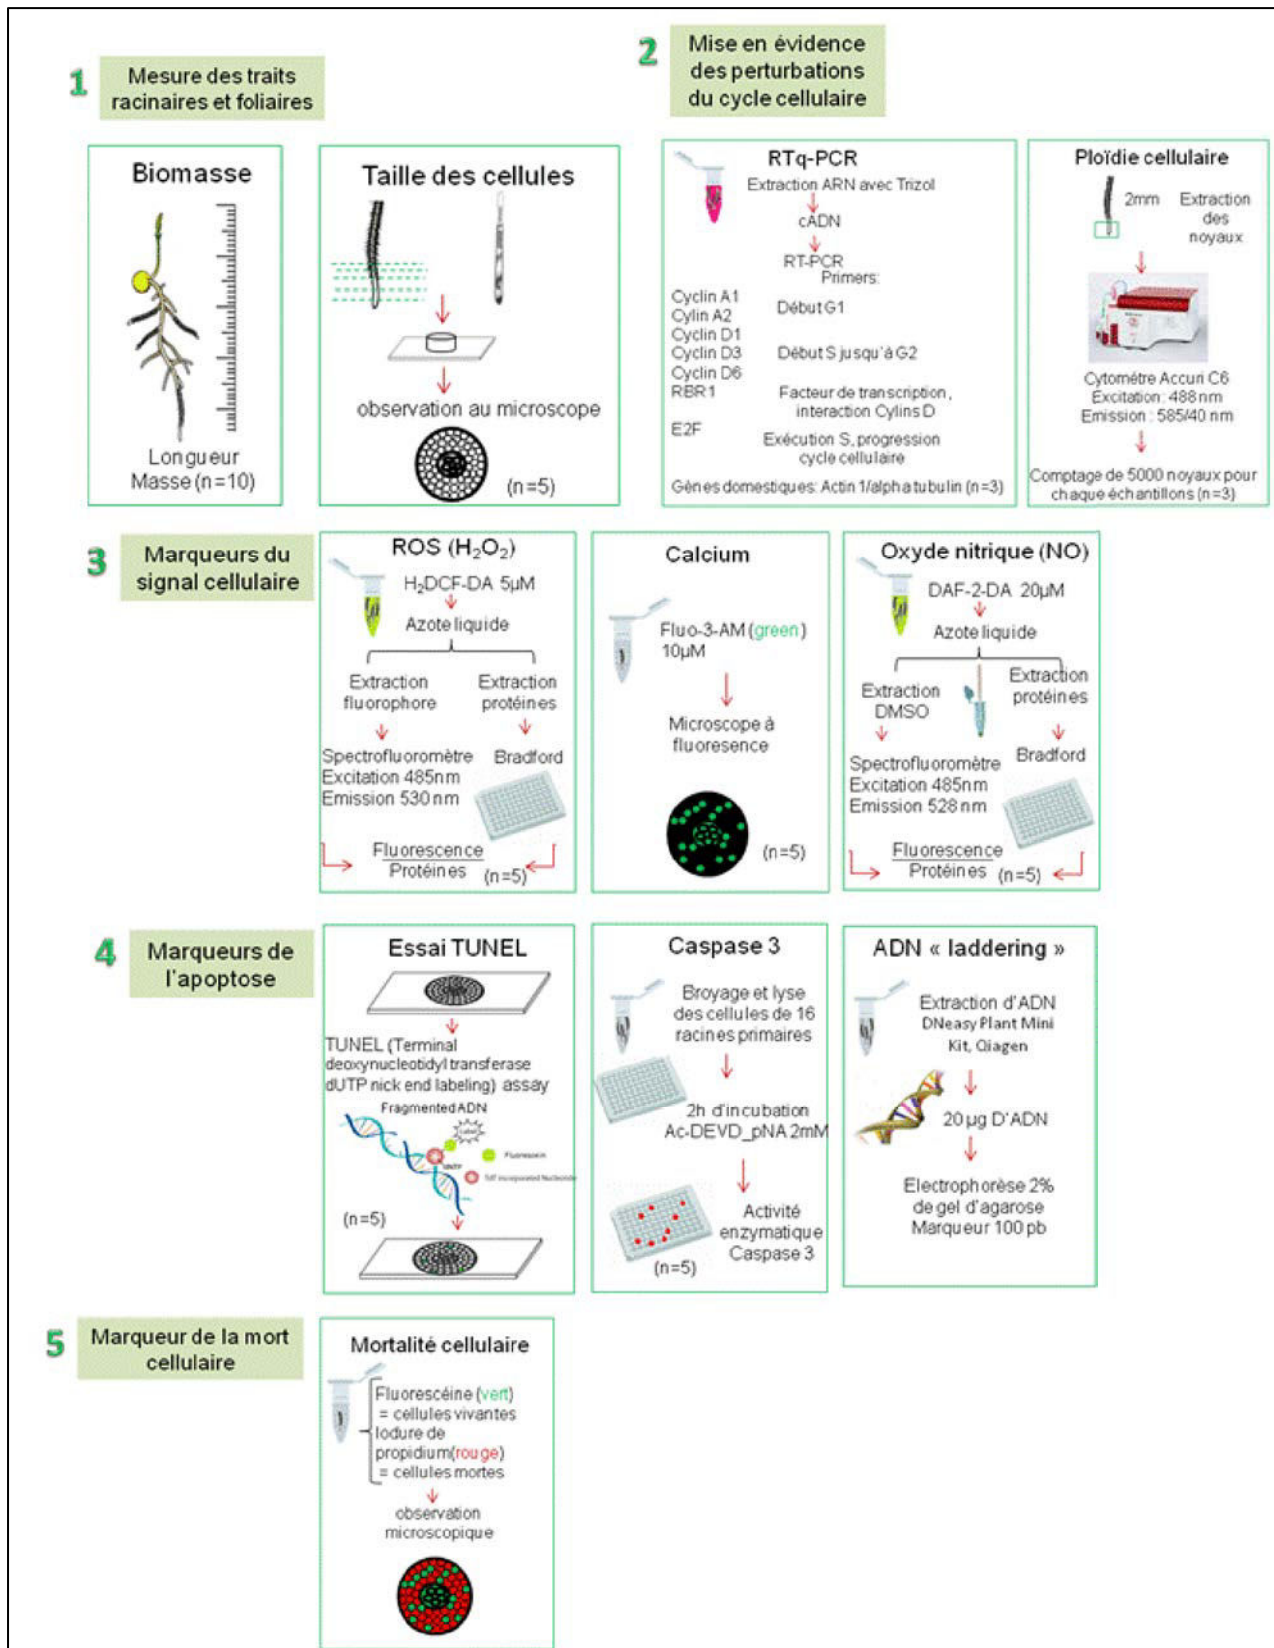 1
Mesure des traits
racinaires et foliaires
2
Mise en évidence
des perturbations
du cycle cellulaire
Biomasse
Longueur
Masse (n=10)
Taille des cellules
observation au microscope
(n=5)
RTq-PCR
Extraction ARN avec Trizol
cADN
RT-PCR
Primers:
Cyclin A1
Cylin A2
Début G1
Cyclin D1
Cyclin D3
Début S jusqu'à G2
Cyclin D6
RBR1
Facteur de transcription,
interaction Cylins D
E2F
Exécution S, progression
cycle cellulaire
Gènes domestiques: Actin 1/alpha tubulin (n=3)
Ploïdie cellulaire
2mm
Extraction
des
noyaux
Cytomètre Accuri C6
Excitation : 488 nm
Emission : 585/40 nm
Comptage de 5000 noyaux pour
chaque échantillons (n=3)
3
Marqueurs du
signal cellulaire
ROS (H₂O₂)
H₂DCF-DA 5µM
Azote liquide
Extraction
fluorophore
Extraction
protéines
Spectrofluoromètre
Excitation 485nm
Emission 530 nm
Bradford
Fluorescence
Protéines
(n=5)
Calcium
Fluo-3-AM (green)
10µM
Microscope à
fluoresence
(n=5)
Oxyde nitrique (NO)
DAF-2-DA 20µM
Azote liquide
Extraction
DMSO
Extraction
protéines
Spectrofluoromètre
Excitation 485nm
Emission 528 nm
Bradford
Fluorescence
Protéines
(n=5)
4
Marqueurs de
l'apoptose
Essai TUNEL
TUNEL (Terminal
deoxynucleotidyl transferase
dUTP nick end labeling) assay
Fragmented ADN
Fluorescein
TdT incorporated Nucleotide
(n=5)
Caspase 3
Broyage et lyse
des cellules de 16
racines primaires
2h d'incubation
Ac-DEVD_pNA 2mM
Activité
enzymatique
Caspase 3
(n=5)
ADN « laddering »
Extraction d'ADN
DNeasy Plant Mini
Kit, Qiagen
20 µg D'ADN
Electrophorèse 2%
de gel d'agarose
Marqueur 100 pb
5
Marqueur de la mort
cellulaire
Mortalité cellulaire
Fluorescéine (vert)
= cellules vivantes
Iodure de
propidium(rouge)
= cellules mortes
observation
microscopique